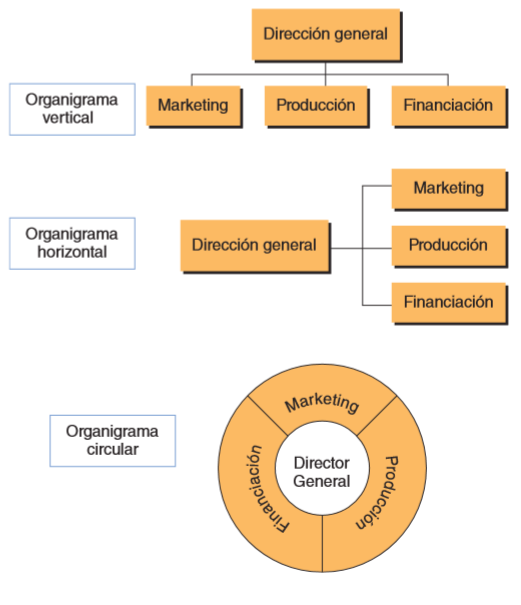 Dirección general
Organigrama
vertical
Marketing
Producción
Financiación
Organigrama
horizontal
Dirección general
Marketing
Producción
Financiación
Organigrama
circular
Marketing
Financiación
Director
General
Producción